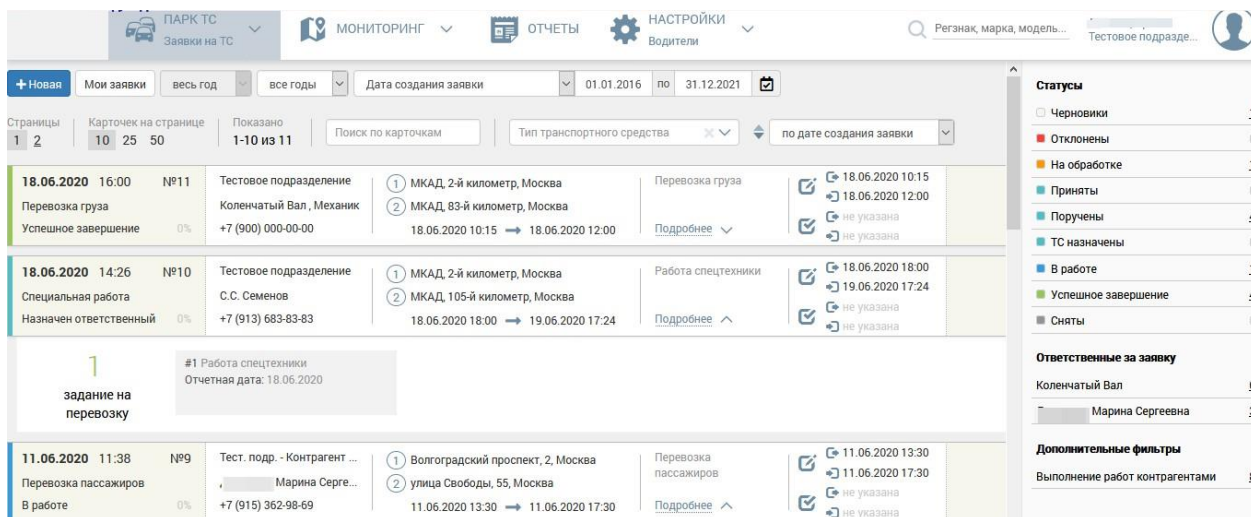 ПАРК ТС
Заявки на ТС
МОНИТОРИНГ
ОТЧЕТЫ
НАСТРОЙКИ
Водители
Регзнак, марка, модель...
Тестовое подразде...
+ Новая
Мои заявки
весь год
все годы
Дата создания заявки
01.01.2016 по 31.12.2021
Страницы
1 2
Карточек на странице
10 25 50
Показано
1-10 из 11
Поиск по карточкам
Тип транспортного средства
по дате создания заявки
18.06.2020 16:00 №11
Перевозка груза
Успешное завершение 0%
Тестовое подразделение
Коленчатый Вал , Механик
+7 (900) 000-00-00
1 МКАД, 2-й километр, Москва
2 МКАД, 83-й километр, Москва
18.06.2020 10:15 → 18.06.2020 12:00
Перевозка груза
Подробнее
18.06.2020 10:15
18.06.2020 12:00
не указана
не указана
18.06.2020 14:26 №10
Специальная работа
Назначен ответственный 0%
Тестовое подразделение
С.С. Семенов
+7 (913) 683-83-83
1 МКАД, 2-й километр, Москва
2 МКАД, 105-й километр, Москва
18.06.2020 18:00 → 19.06.2020 17:24
Работа спецтехники
Подробнее
18.06.2020 18:00
19.06.2020 17:24
не указана
не указана
1
задание на
перевозку
#1 Работа спецтехники
Отчетная дата: 18.06.2020
11.06.2020 11:38 №9
Перевозка пассажиров
В работе 0%
Тест. подр. - Контрагент ...
Марина Серге...
+7 (915) 362-98-69
1 Волгоградский проспект, 2, Москва
2 улица Свободы, 55, Москва
11.06.2020 13:30 → 11.06.2020 17:30
Перевозка
пассажиров
Подробнее
11.06.2020 13:30
11.06.2020 17:30
не указана
не указана
Статусы
Черновики
Отклонены
На обработке
Приняты
Поручены
ТС назначены
В работе
Успешное завершение
Сняты
Ответственные за заявку
Коленчатый Вал
Марина Сергеевна
Дополнительные фильтры
Выполнение работ контрагентами